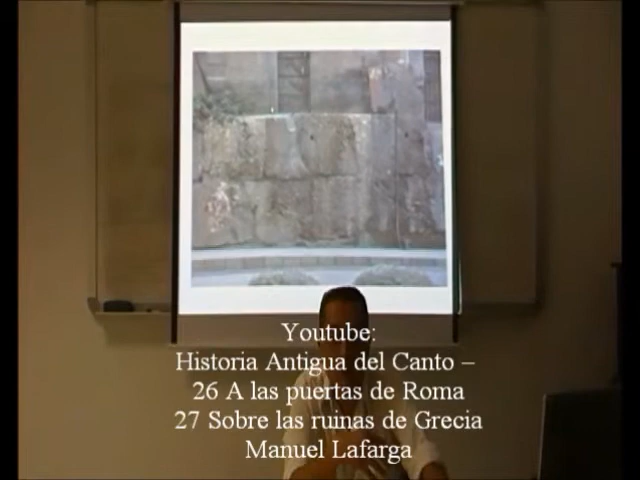 Youtube:
Historia Antigua del Canto –
26 A las puertas de Roma
27 Sobre las ruinas de Grecia
Manuel Lafarga